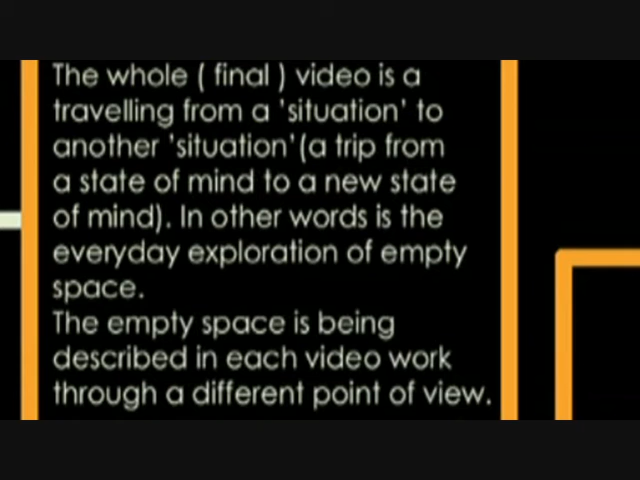 The whole ( final ) video is a
travelling from a 'situation' to
another 'situation'(a trip from
a state of mind to a new state
of mind). In other words is the
everyday exploration of empty
space.
The empty space is being
described in each video work
through a different point of view.